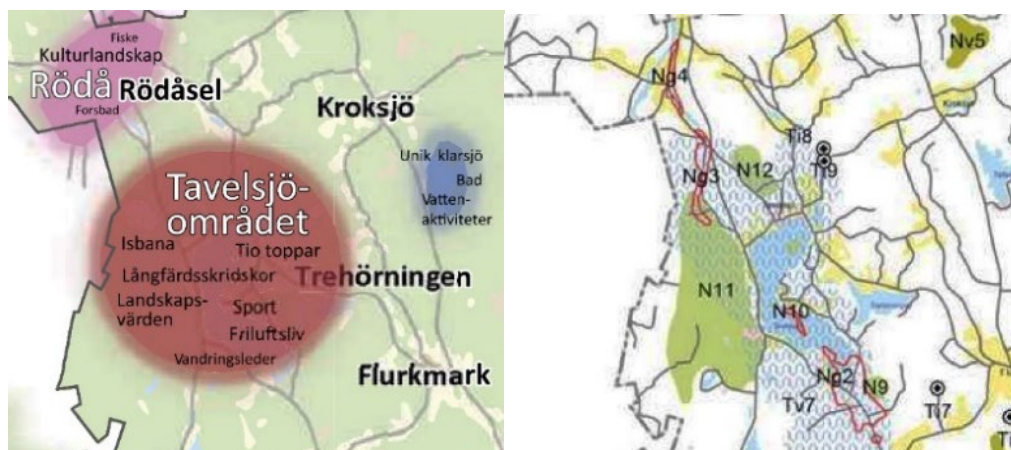 Fiske
Kulturlandskap
Rödå
Rödåsel
Forsbad
Kroksjö
Unik klarsjö
Bad
Vatten-
aktiviteter
Tavelsjö-
området
Isbana
Tio toppar
Långfärdsskridskor
Trehörningen
Landskaps-
värden
Sport
Friluftsliv
Vandringsleder
Flurkmark
Nv5
Ng4
Ti8
Ti9
Ng3
N12
N11
N10
Ng2
N9
Tv7
Ti7